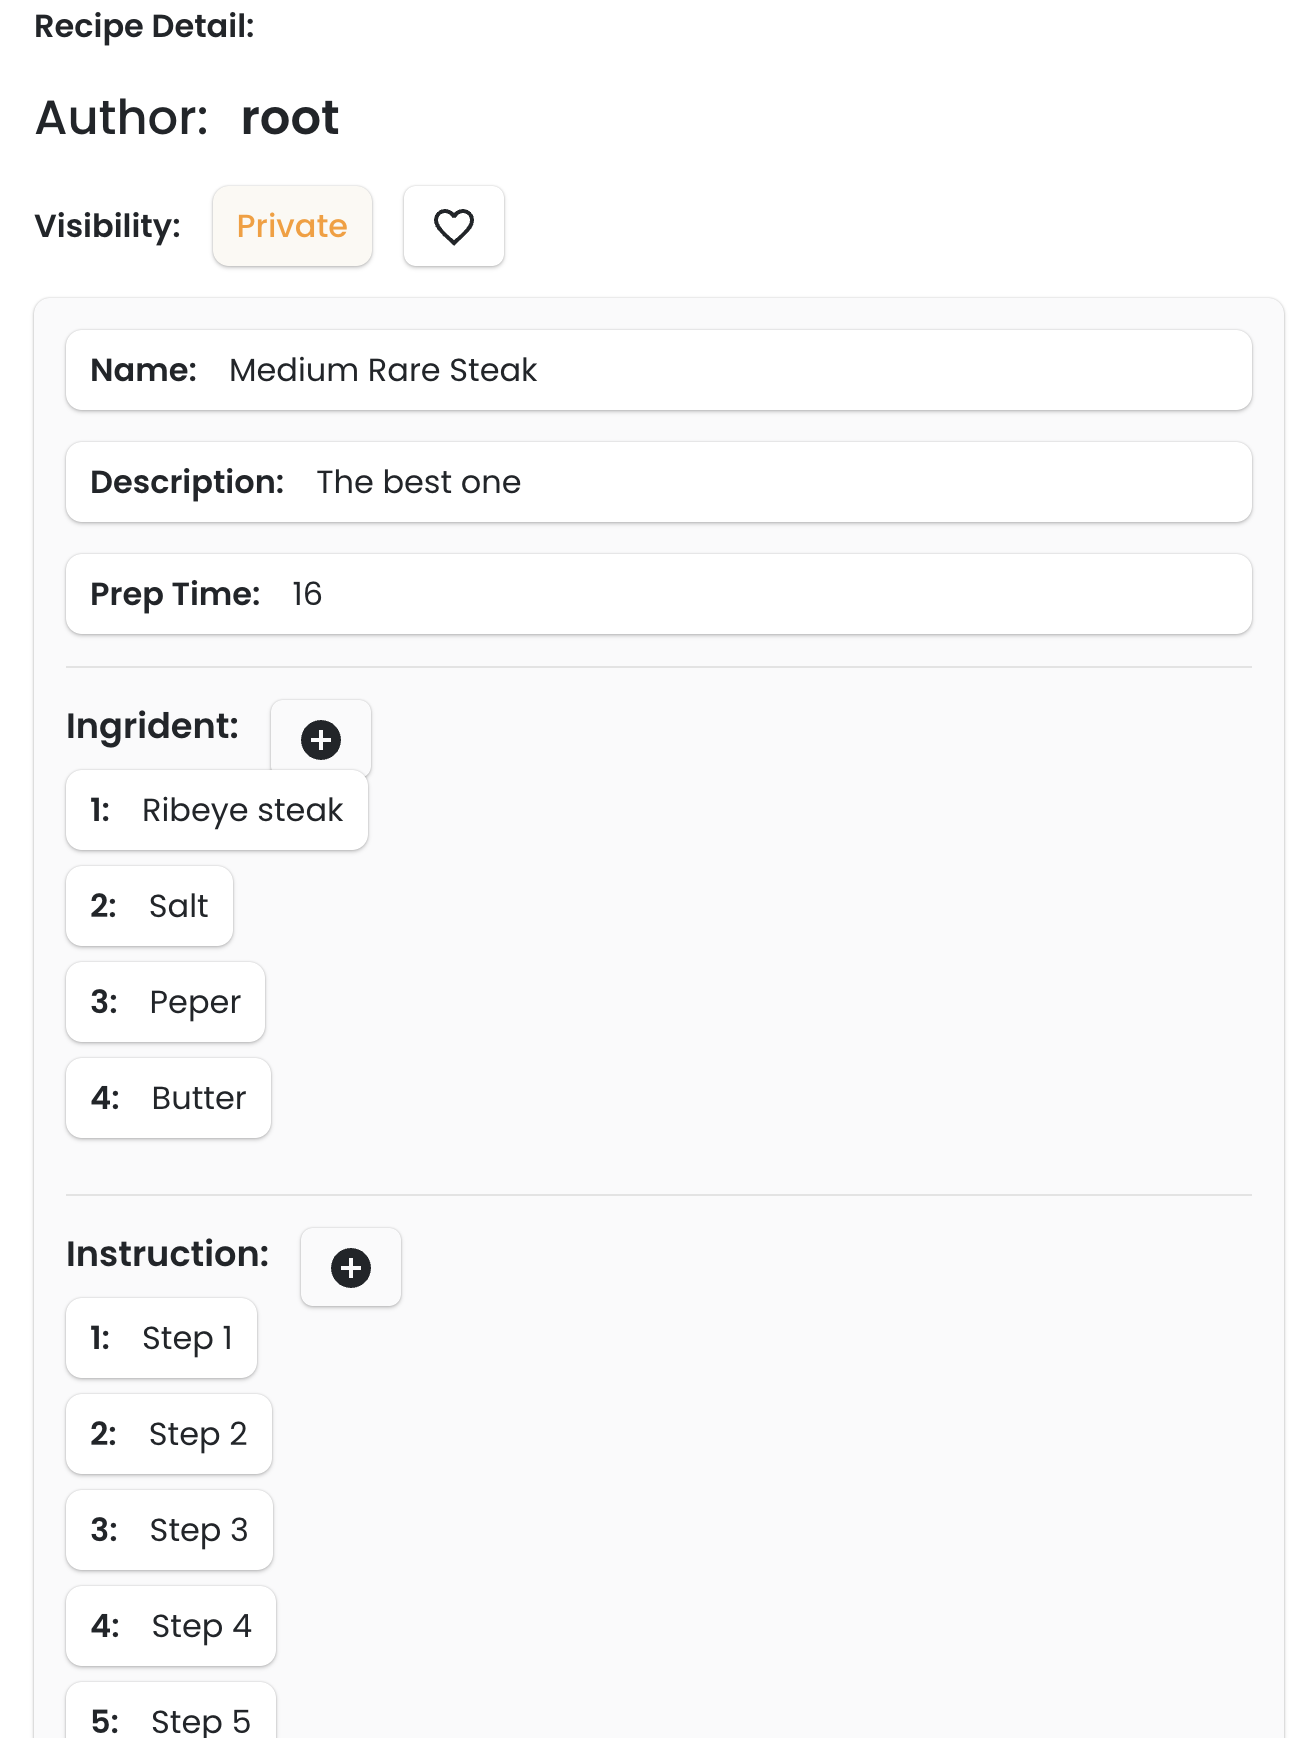 Recipe Detail:
Author: root
Visibility: Private
Name: Medium Rare Steak
Description: The best one
Prep Time: 16
Ingrident:
1: Ribeye steak
2: Salt
3: Peper
4: Butter
Instruction:
1: Step 1
2: Step 2
3: Step 3
4: Step 4
5: Step 5